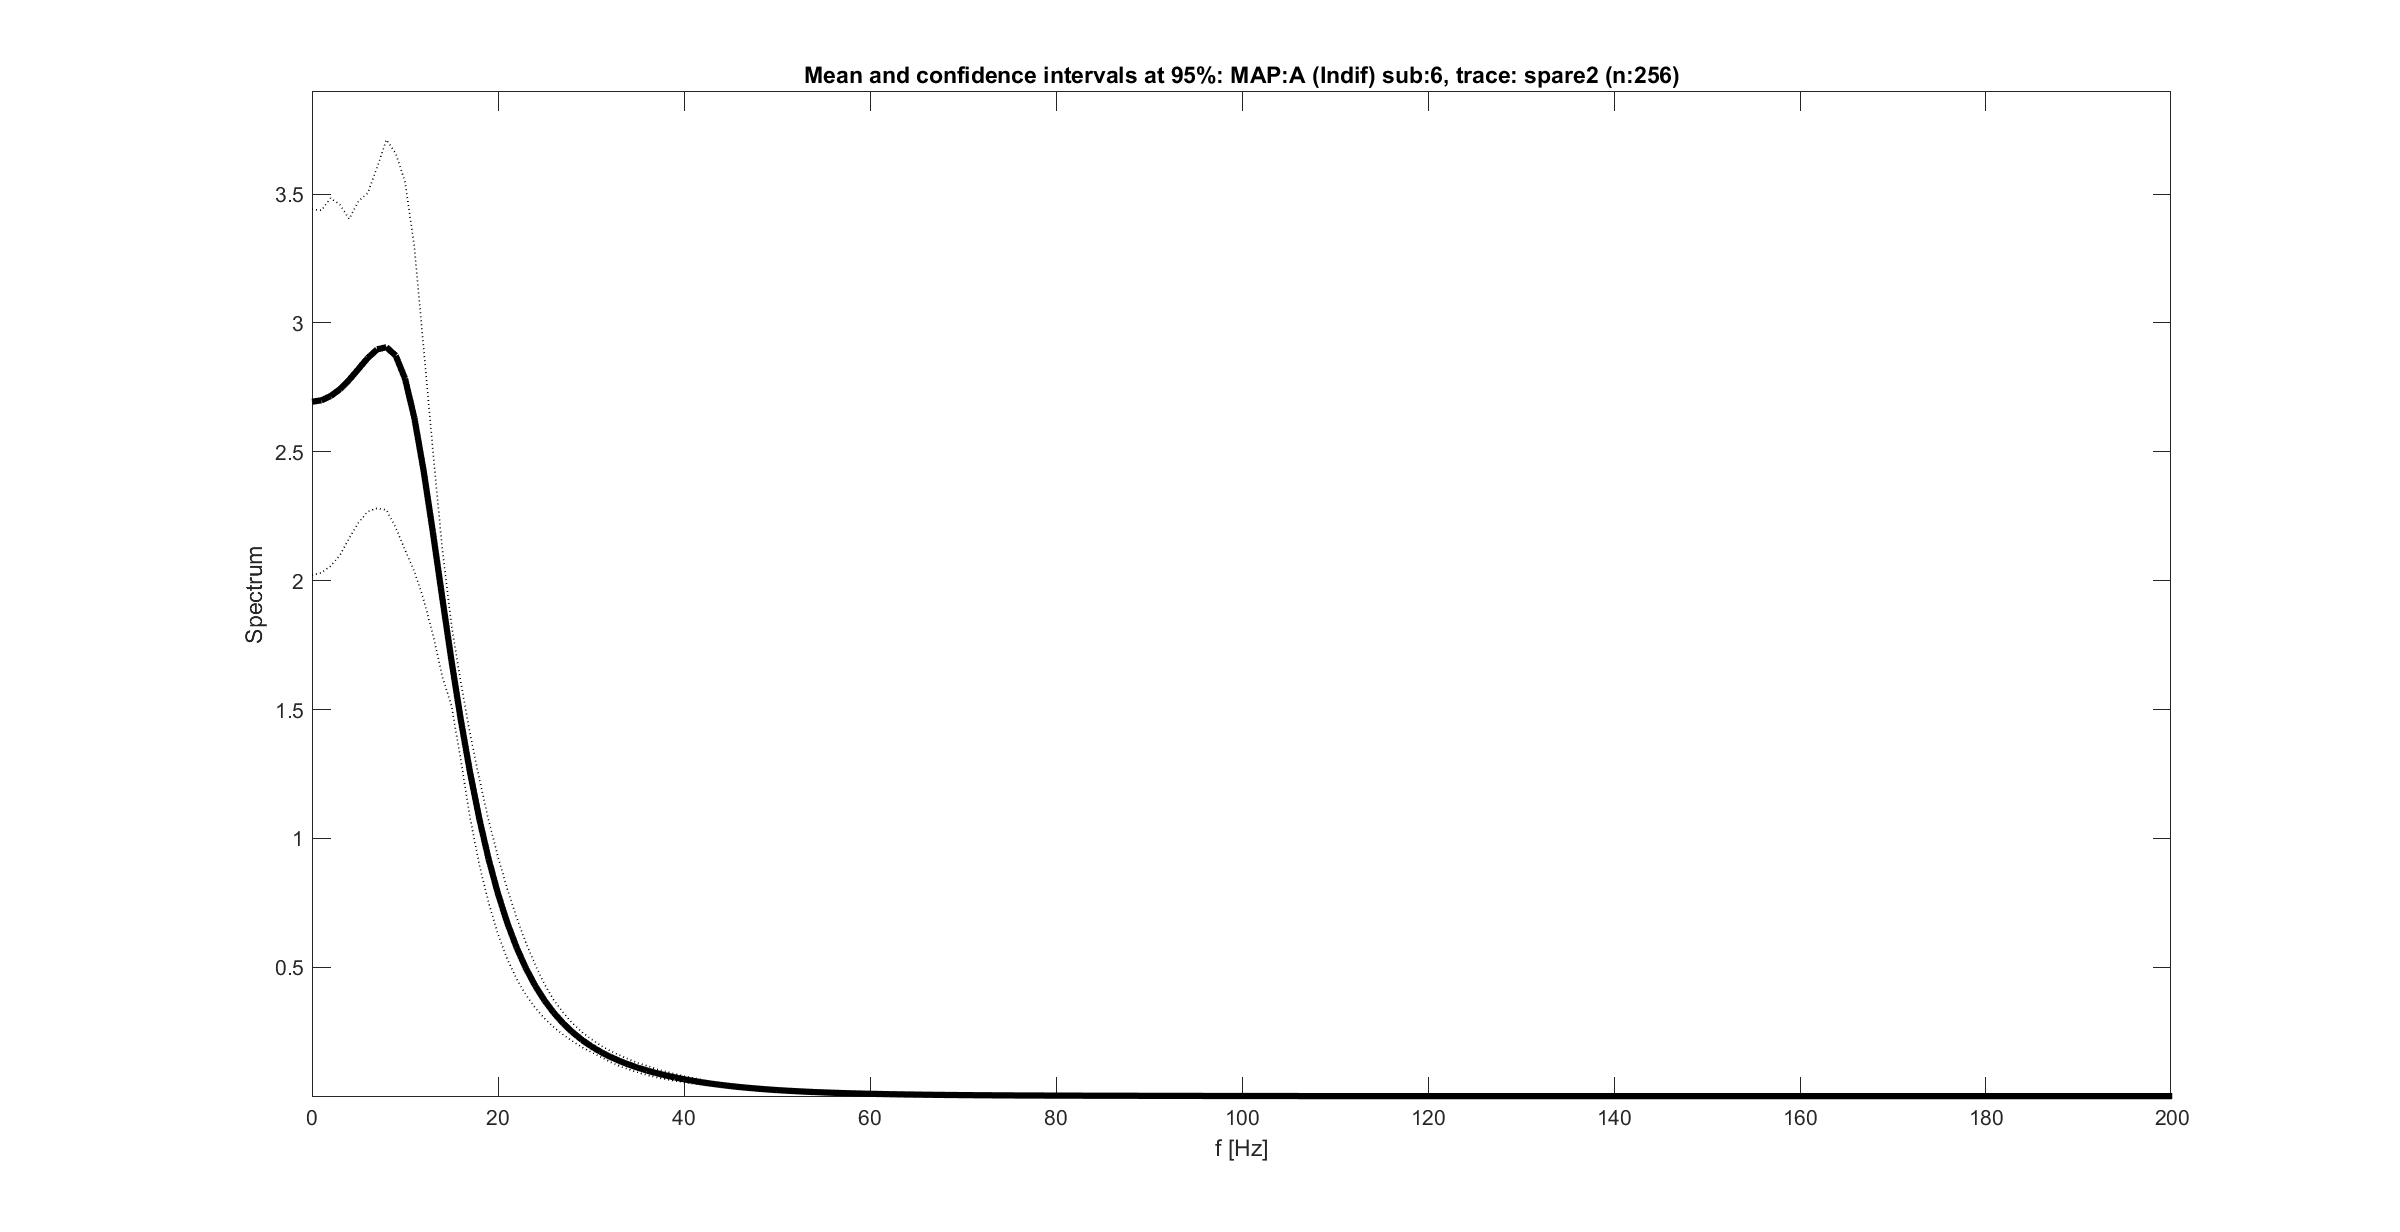 Mean and confidence intervals at 95%: MAP:A (Indif) sub:6, trace: spare2 (n:256)
3.5
3
2.5
2
1.5
1
0.5
Spectrum
0 20 40 60 80 100 120 140 160 180 200
f [Hz]